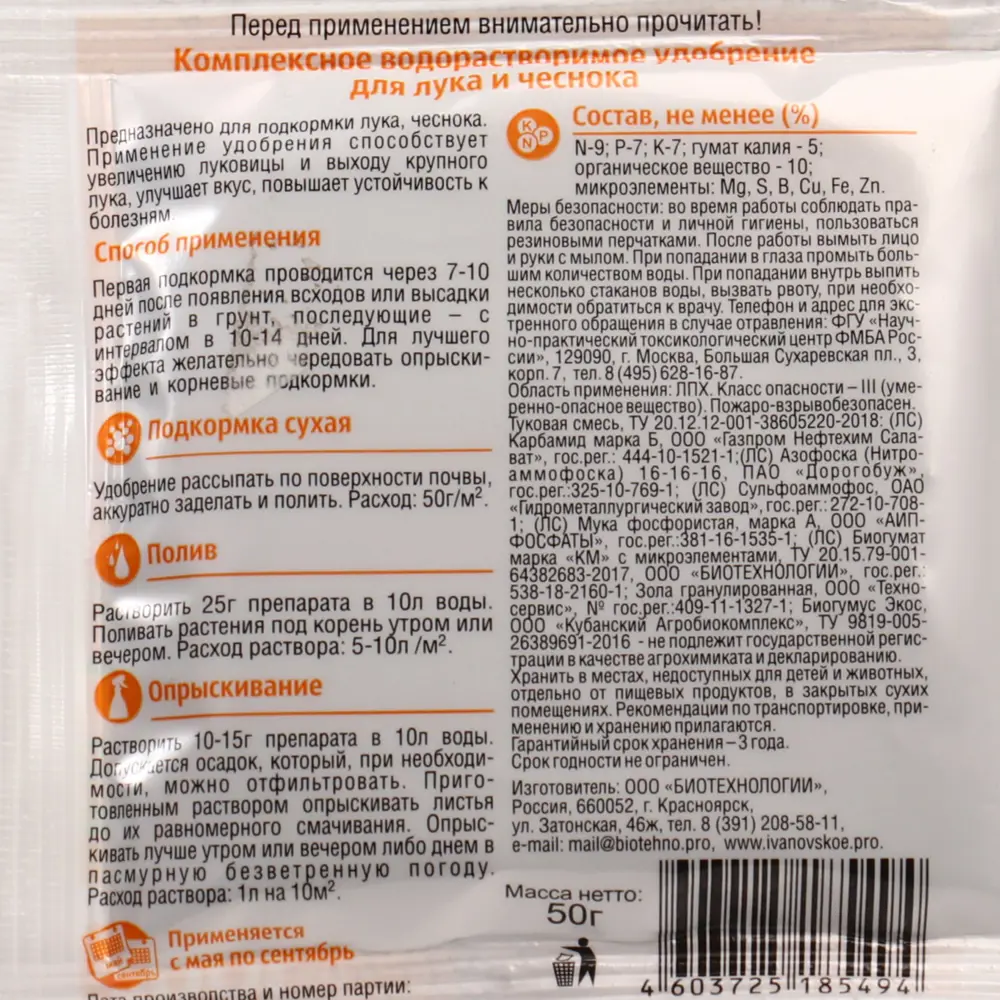 Перед применением внимательно прочитать!
Комплексное водорастворимое удобрение
для лука и чеснока
Предназначено для подкормки лука, чеснока.
Применение удобрения способствует
увеличению луковицы и выходу крупного
лука, улучшает вкус, повышает устойчивость к
болезням.
Способ применения
Первая подкормка проводится через 7-10
дней после появления всходов или высадки
растений в грунт, последующие – с
интервалом в 10-14 дней. Для лучшего
эффекта желательно чередовать опрыски-
вание и корневые подкормки.
Подкормка сухая
Удобрение рассыпать по поверхности почвы,
аккуратно заделать и полить. Расход: 50г/м².
Полив
Растворить 25г препарата в 10л воды.
Поливать растения под корень утром или
вечером. Расход раствора: 5-10л /м².
Опрыскивание
Растворить 10-15г препарата в 10л воды.
Допускается осадок, который, при необходи-
мости, можно отфильтровать. Приго-
товленным раствором опрыскивать листья
до их равномерного смачивания. Опрыс-
кивать лучше утром или вечером либо днем в
пасмурную безветренную погоду.
Расход раствора: 1л на 10м².
май
сентябрь
Применяется
с мая по сентябрь
Дата производства и номер партии:
K
P
N
Состав, не менее (%)
N-9; P-7; K-7; гумат калия - 5;
органическое вещество - 10;
микроэлементы: Mg, S, B, Cu, Fe, Zn.
Меры безопасности: во время работы соблюдать пра-
вила безопасности и личной гигиены, пользоваться
резиновыми перчатками. После работы вымыть лицо
и руки с мылом. При попадании в глаза промыть боль-
шим количеством воды. При попадании внутрь выпить
несколько стаканов воды, вызвать рвоту, при необхо-
димости обратиться к врачу. Телефон и адрес для экс-
тренного обращения в случае отравления: ФГУ «Науч-
но-практический токсикологический центр ФМБА Рос-
сии», 129090, г. Москва, Большая Сухаревская пл., 3,
корп. 7, тел. 8 (495) 628-16-87.
Область применения: ЛПХ. Класс опасности – III (уме-
ренно-опасное вещество). Пожаро-взрывобезопасен.
Туковая смесь, ТУ 20.12.12-001-38605220-2018: (ЛС)
Карбамид марка Б, ООО «Газпром Нефтехим Сала-
ват», гос.рег.: 444-10-1521-1;(ЛС) Азофоска (Нитро-
аммофоска) 16-16-16, ПАО «Дорогобуж»,
гос.рег.:325-10-769-1; (ЛС) Сульфоаммофос, ОАО
«Гидрометаллургический завод», гос.рег.: 272-10-708-
1; (ЛС) Мука фосфористая, марка А, ООО «АИП-
ФОСФАТЫ», гос.рег.:381-16-1535-1; (ЛС) Биогумат
марка «КМ» с микроэлементами, ТУ 20.15.79-001-
64382683-2017, ООО «БИОТЕХНОЛОГИИ», гос.рег.:
538-18-2160-1; Зола гранулированная, ООО «Техно-
сервис», № гос.рег.:409-11-1327-1; Биогумус Экос,
ООО «Кубанский Агробиокомплекс», ТУ 9819-005-
26389691-2016 - не подлежит государственной регис-
трации в качестве агрохимиката и декларированию.
Хранить в местах, недоступных для детей и животных,
отдельно от пищевых продуктов, в закрытых сухих
помещениях. Рекомендации по транспортировке, при-
менению и хранению прилагаются.
Гарантийный срок хранения – 3 года.
Срок годности не ограничен.
Изготовитель: ООО «БИОТЕХНОЛОГИИ»,
Россия, 660052, г. Красноярск,
ул. Затонская, 46ж, тел. 8 (391) 208-58-11,
e-mail: mail@biotehno.pro, www.ivanovskoe.pro.
Масса нетто:
50г
4 603725 185494